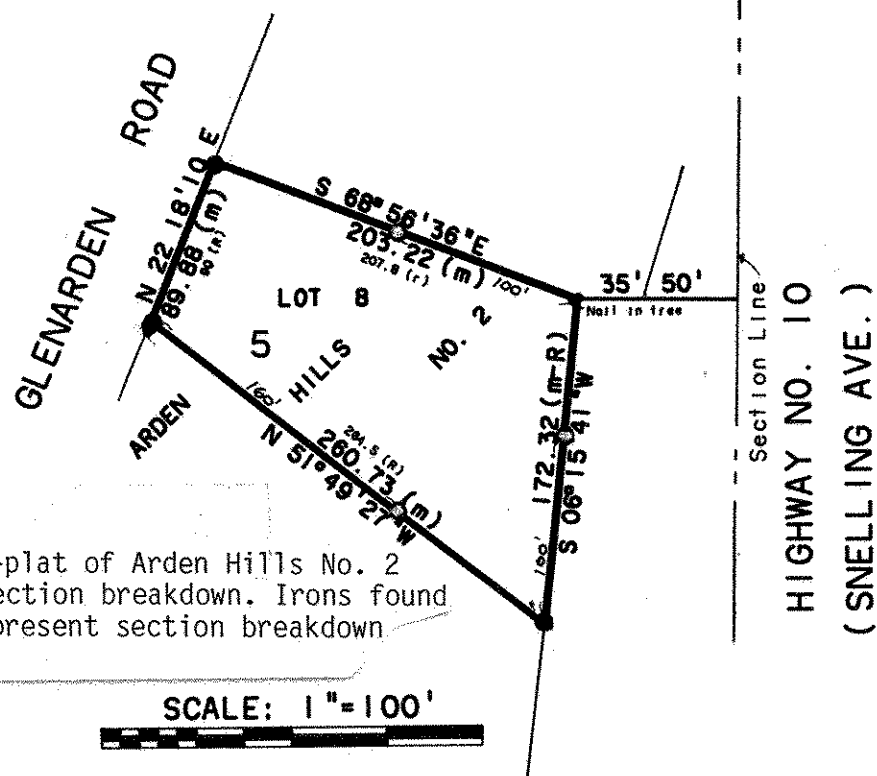 GLENARDEN ROAD
N 22 18'10 E
89.88 (m)
90 (R)
S 68°56'36"E
203.22 (m)
207.8 (r)
100'
35' 50'
Nail in tree
LOT 8
5
ARDEN HILLS NO. 2
160'
264.5 (R)
260.73 (m)
N 51°49'27"W
172.32 (m-R)
S 06°15'41"W
100'
Section Line
HIGHWAY NO. 10
(SNELLING AVE.)
-plat of Arden Hills No. 2
ection breakdown. Irons found
present section breakdown
SCALE: 1"=100'